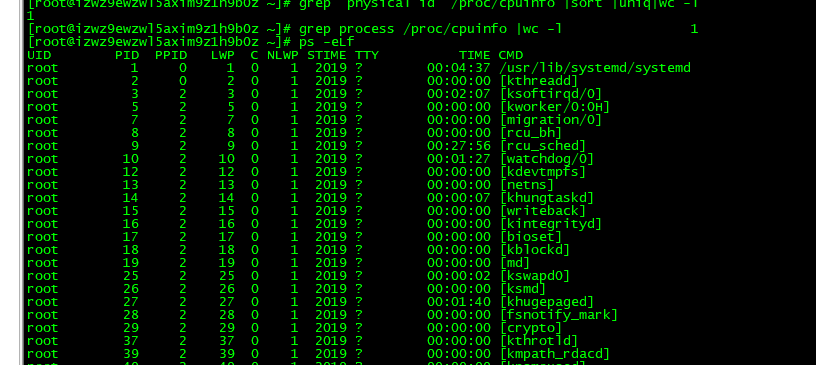 [root@izwz9ewzwl5axim9z1h9b0z ~]# grep "physical id" /proc/cpuinfo |sort |uniq|wc -l
1
[root@izwz9ewzwl5axim9z1h9b0z ~]# grep process /proc/cpuinfo |wc -l 1
[root@izwz9ewzwl5axim9z1h9b0z ~]# ps -eLf
UID PID PPID LWP C NLWP STIME TTY TIME CMD
root 1 0 1 0 1 2019 ? 00:04:37 /usr/lib/systemd/systemd
root 2 0 2 0 1 2019 ? 00:00:00 [kthreadd]
root 3 2 3 0 1 2019 ? 00:02:07 [ksoftirqd/0]
root 5 2 5 0 1 2019 ? 00:00:00 [kworker/0:0H]
root 7 2 7 0 1 2019 ? 00:00:00 [migration/0]
root 8 2 8 0 1 2019 ? 00:00:00 [rcu_bh]
root 9 2 9 0 1 2019 ? 00:27:56 [rcu_sched]
root 10 2 10 0 1 2019 ? 00:01:27 [watchdog/0]
root 12 2 12 0 1 2019 ? 00:00:00 [kdevtmpfs]
root 13 2 13 0 1 2019 ? 00:00:00 [netns]
root 14 2 14 0 1 2019 ? 00:00:07 [khungtaskd]
root 15 2 15 0 1 2019 ? 00:00:00 [writeback]
root 16 2 16 0 1 2019 ? 00:00:00 [kintegrityd]
root 17 2 17 0 1 2019 ? 00:00:00 [bioset]
root 18 2 18 0 1 2019 ? 00:00:00 [kblockd]
root 19 2 19 0 1 2019 ? 00:00:00 [md]
root 25 2 25 0 1 2019 ? 00:00:02 [kswapd0]
root 26 2 26 0 1 2019 ? 00:00:00 [ksmd]
root 27 2 27 0 1 2019 ? 00:01:40 [khugepaged]
root 28 2 28 0 1 2019 ? 00:00:00 [fsnotify_mark]
root 29 2 29 0 1 2019 ? 00:00:00 [crypto]
root 37 2 37 0 1 2019 ? 00:00:00 [kthrotld]
root 39 2 39 0 1 2019 ? 00:00:00 [kmpath_rdacd]